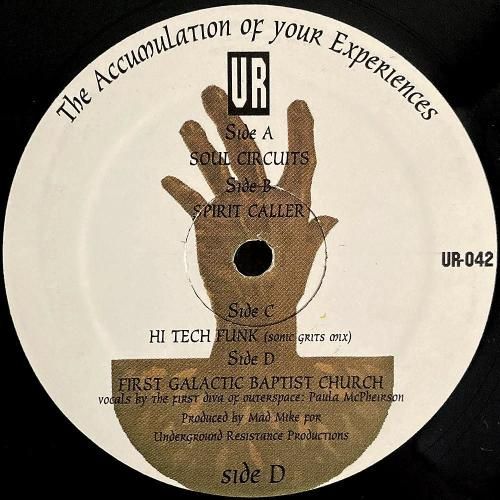 The Accumulation of your Experiences
UR
Side A
SOUL CIRCUITS
Side B
SPIRIT CALLER
UR-042
Side C
HI TECH FUNK (SONIC GRITS MIX)
Side D
FIRST GALACTIC BAPTIST CHURCH
vocals by the first diva of outerspace: Paula McPheirson
Produced by Mad Mike for
Underground Resistance Productions
side D